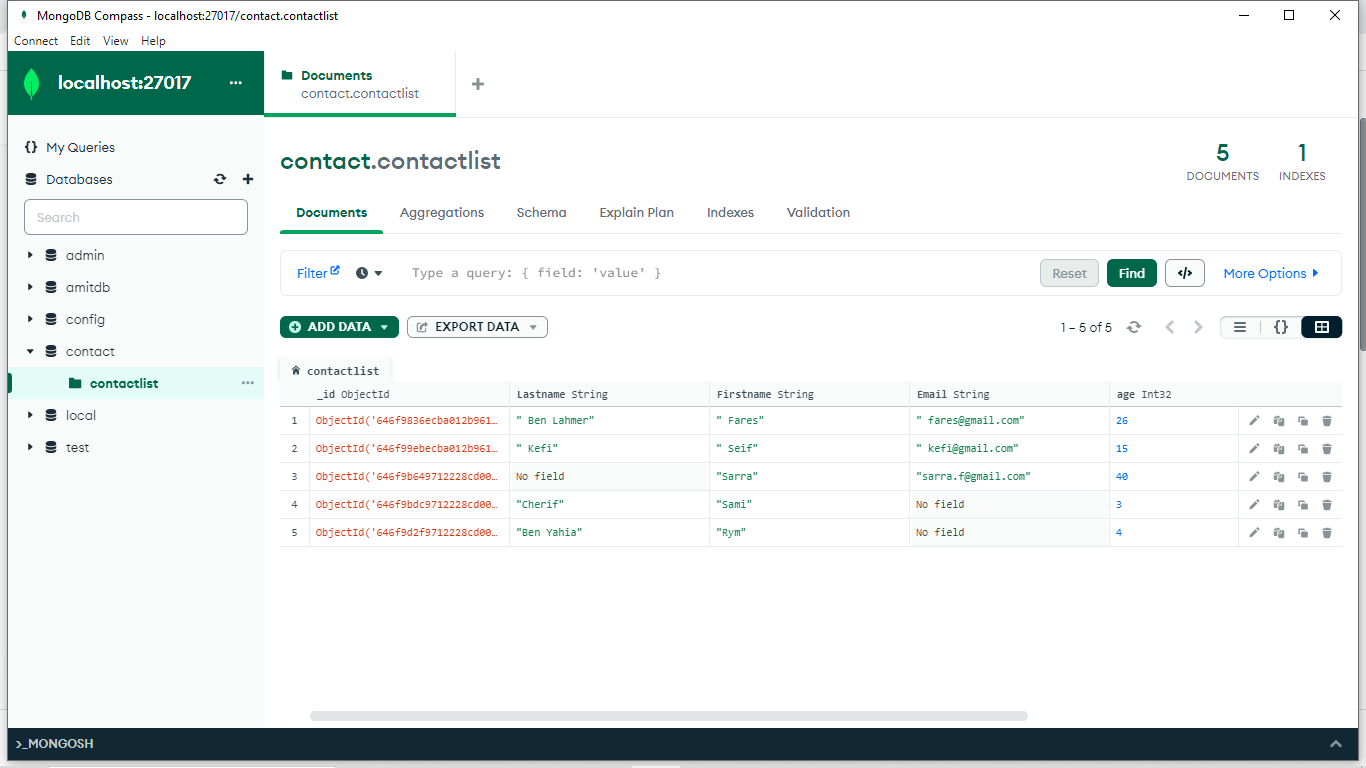 MongoDB Compass - localhost:27017/contact.contactlist
Connect Edit View Help
localhost:27017 ...
Documents
contact.contactlist
+
{} My Queries
Databases
Search
admin
amitdb
config
contact
contactlist ...
local
test
contact.contactlist
5
DOCUMENTS
1
INDEXES
Documents Aggregations Schema Explain Plan Indexes Validation
Filter Type a query: { field: 'value' } Reset Find </> More Options
ADD DATA EXPORT DATA 1 – 5 of 5 {}
contactlist
_id ObjectId Lastname String Firstname String Email String age Int32
1 ObjectId('646f9836ecba012b961... " Ben Lahmer" " Fares" " fares@gmail.com" 26
2 ObjectId('646f99ebecba012b961... " Kefi" " Seif" " kefi@gmail.com" 15
3 ObjectId('646f9b649712228cd00... No field "Sarra" "sarra.f@gmail.com" 40
4 ObjectId('646f9bdc9712228cd00... "Cherif" "Sami" No field 3
5 ObjectId('646f9d2f9712228cd00... "Ben Yahia" "Rym" No field 4
>_MONGOSH